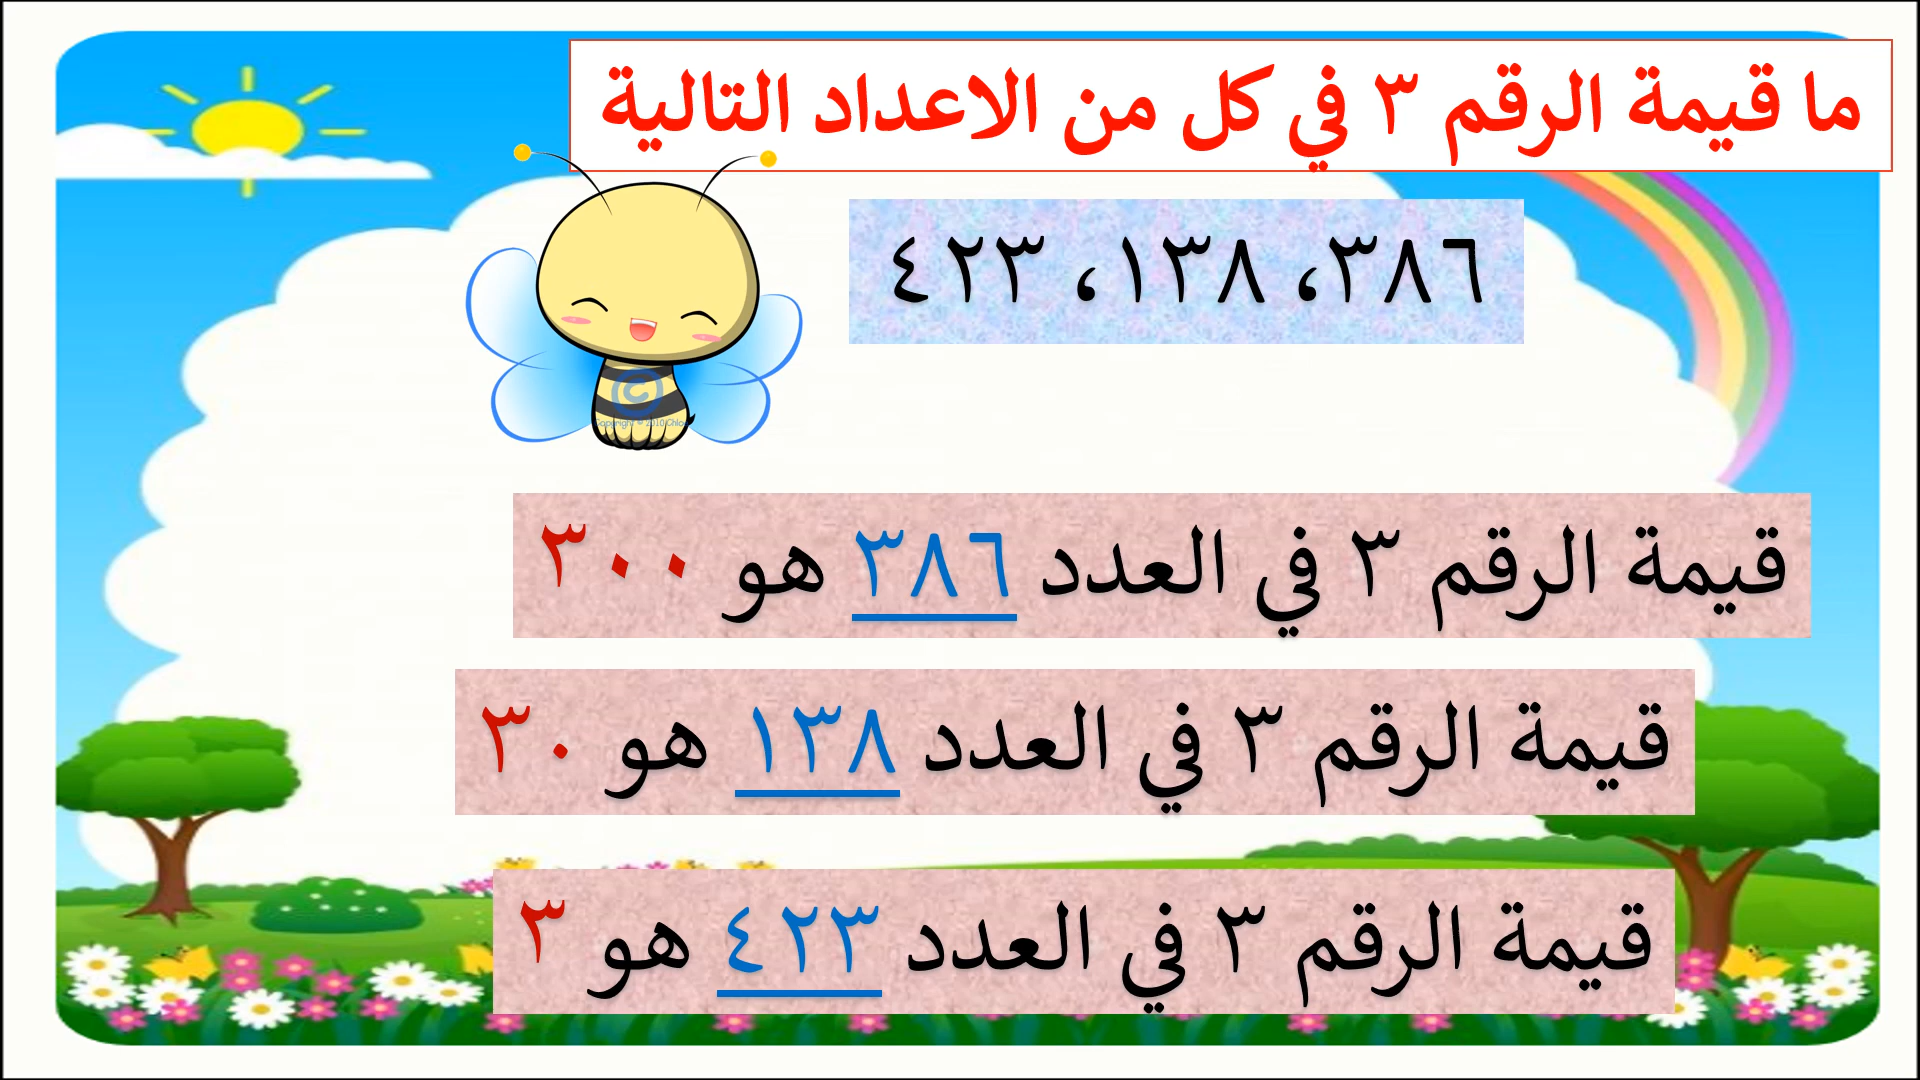 ما قيمة الرقم ٣ في كل من الاعداد التالية
٣٨٦، ١٣٨، ٤٢٣
قيمة الرقم ٣ في العدد ٣٨٦ هو ٣٠٠
قيمة الرقم ٣ في العدد ١٣٨ هو ٣٠
قيمة الرقم ٣ في العدد ٤٢٣ هو ٣